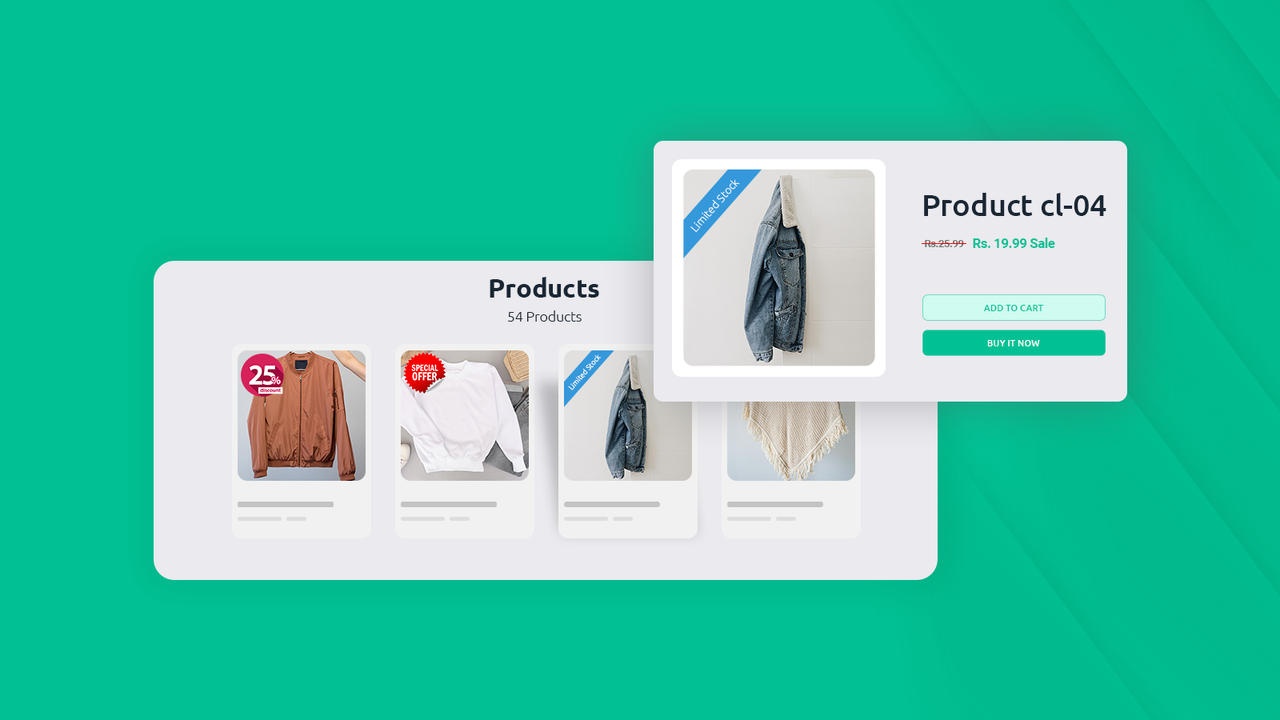 Limited Stock
Product cl-04
Rs.25.99 Rs. 19.99 Sale
ADD TO CART
BUY IT NOW
Products
54 Products
25%
discount
SPECIAL
OFFER
Limited Stock